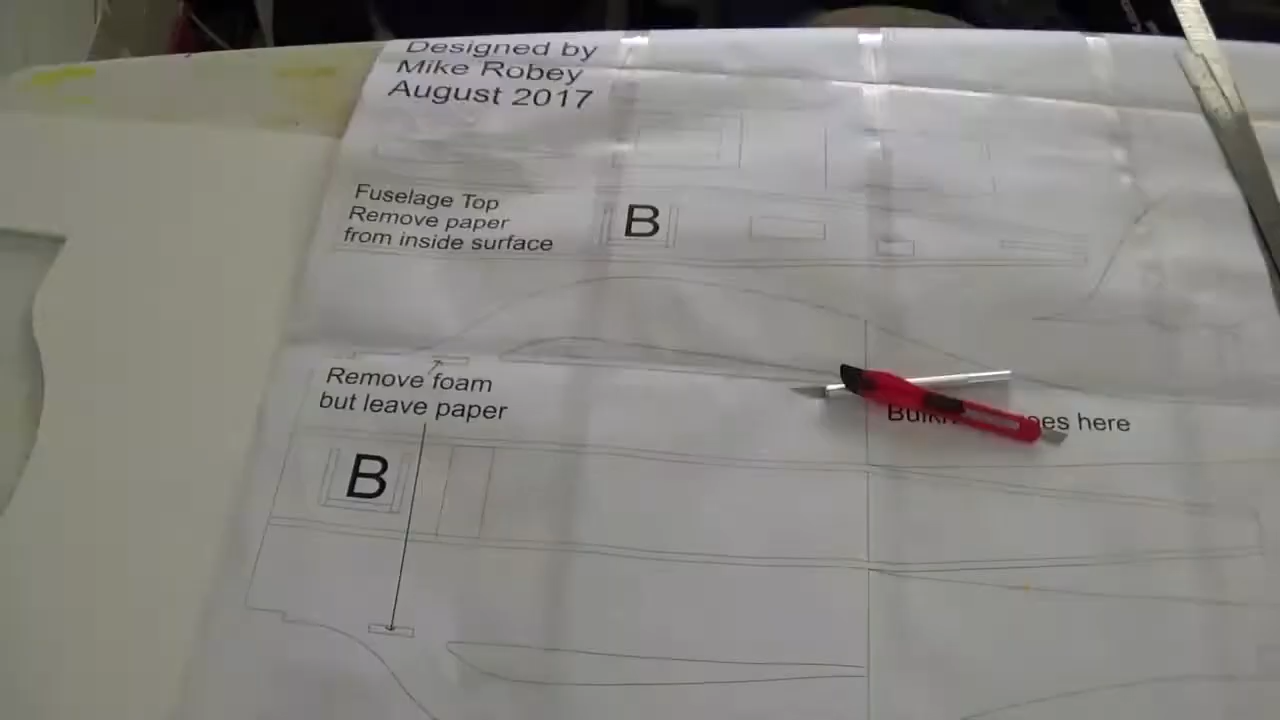 Designed by
Mike Robey
August 2017
Fuselage Top
Remove paper
from inside surface
B
Remove foam
but leave paper
goes here
B